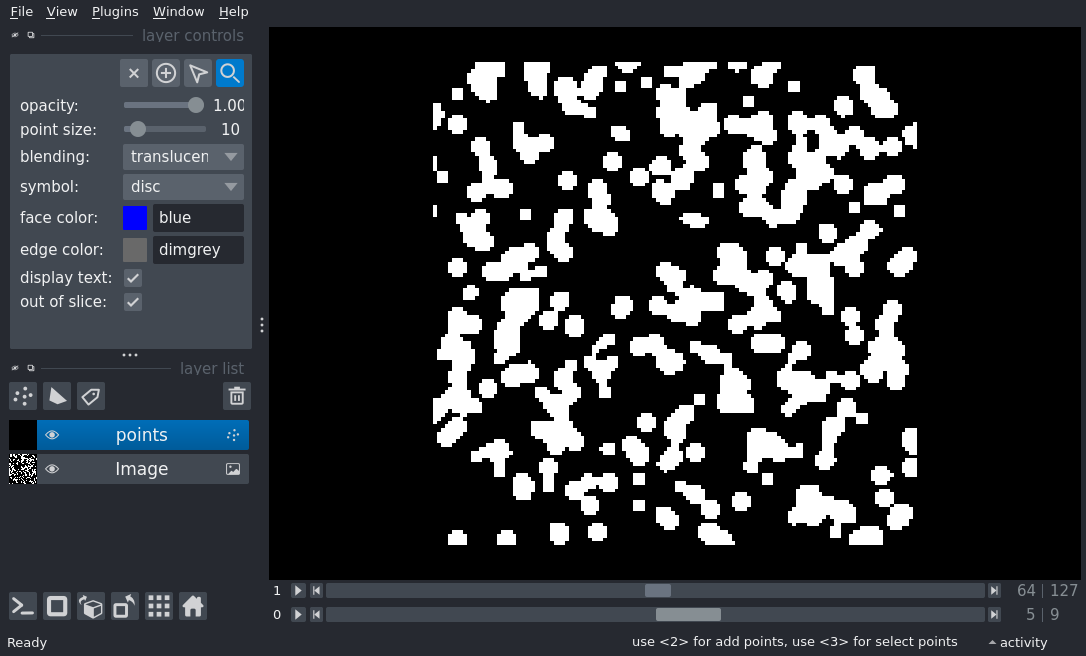 File View Plugins Window Help
layer controls
opacity: 1.00
point size: 10
blending: translucen
symbol: disc
face color: blue
edge color: dimgrey
display text:
out of slice:
layer list
points
Image
1 64 127
0 5 9
Ready use <2> for add points, use <3> for select points activity